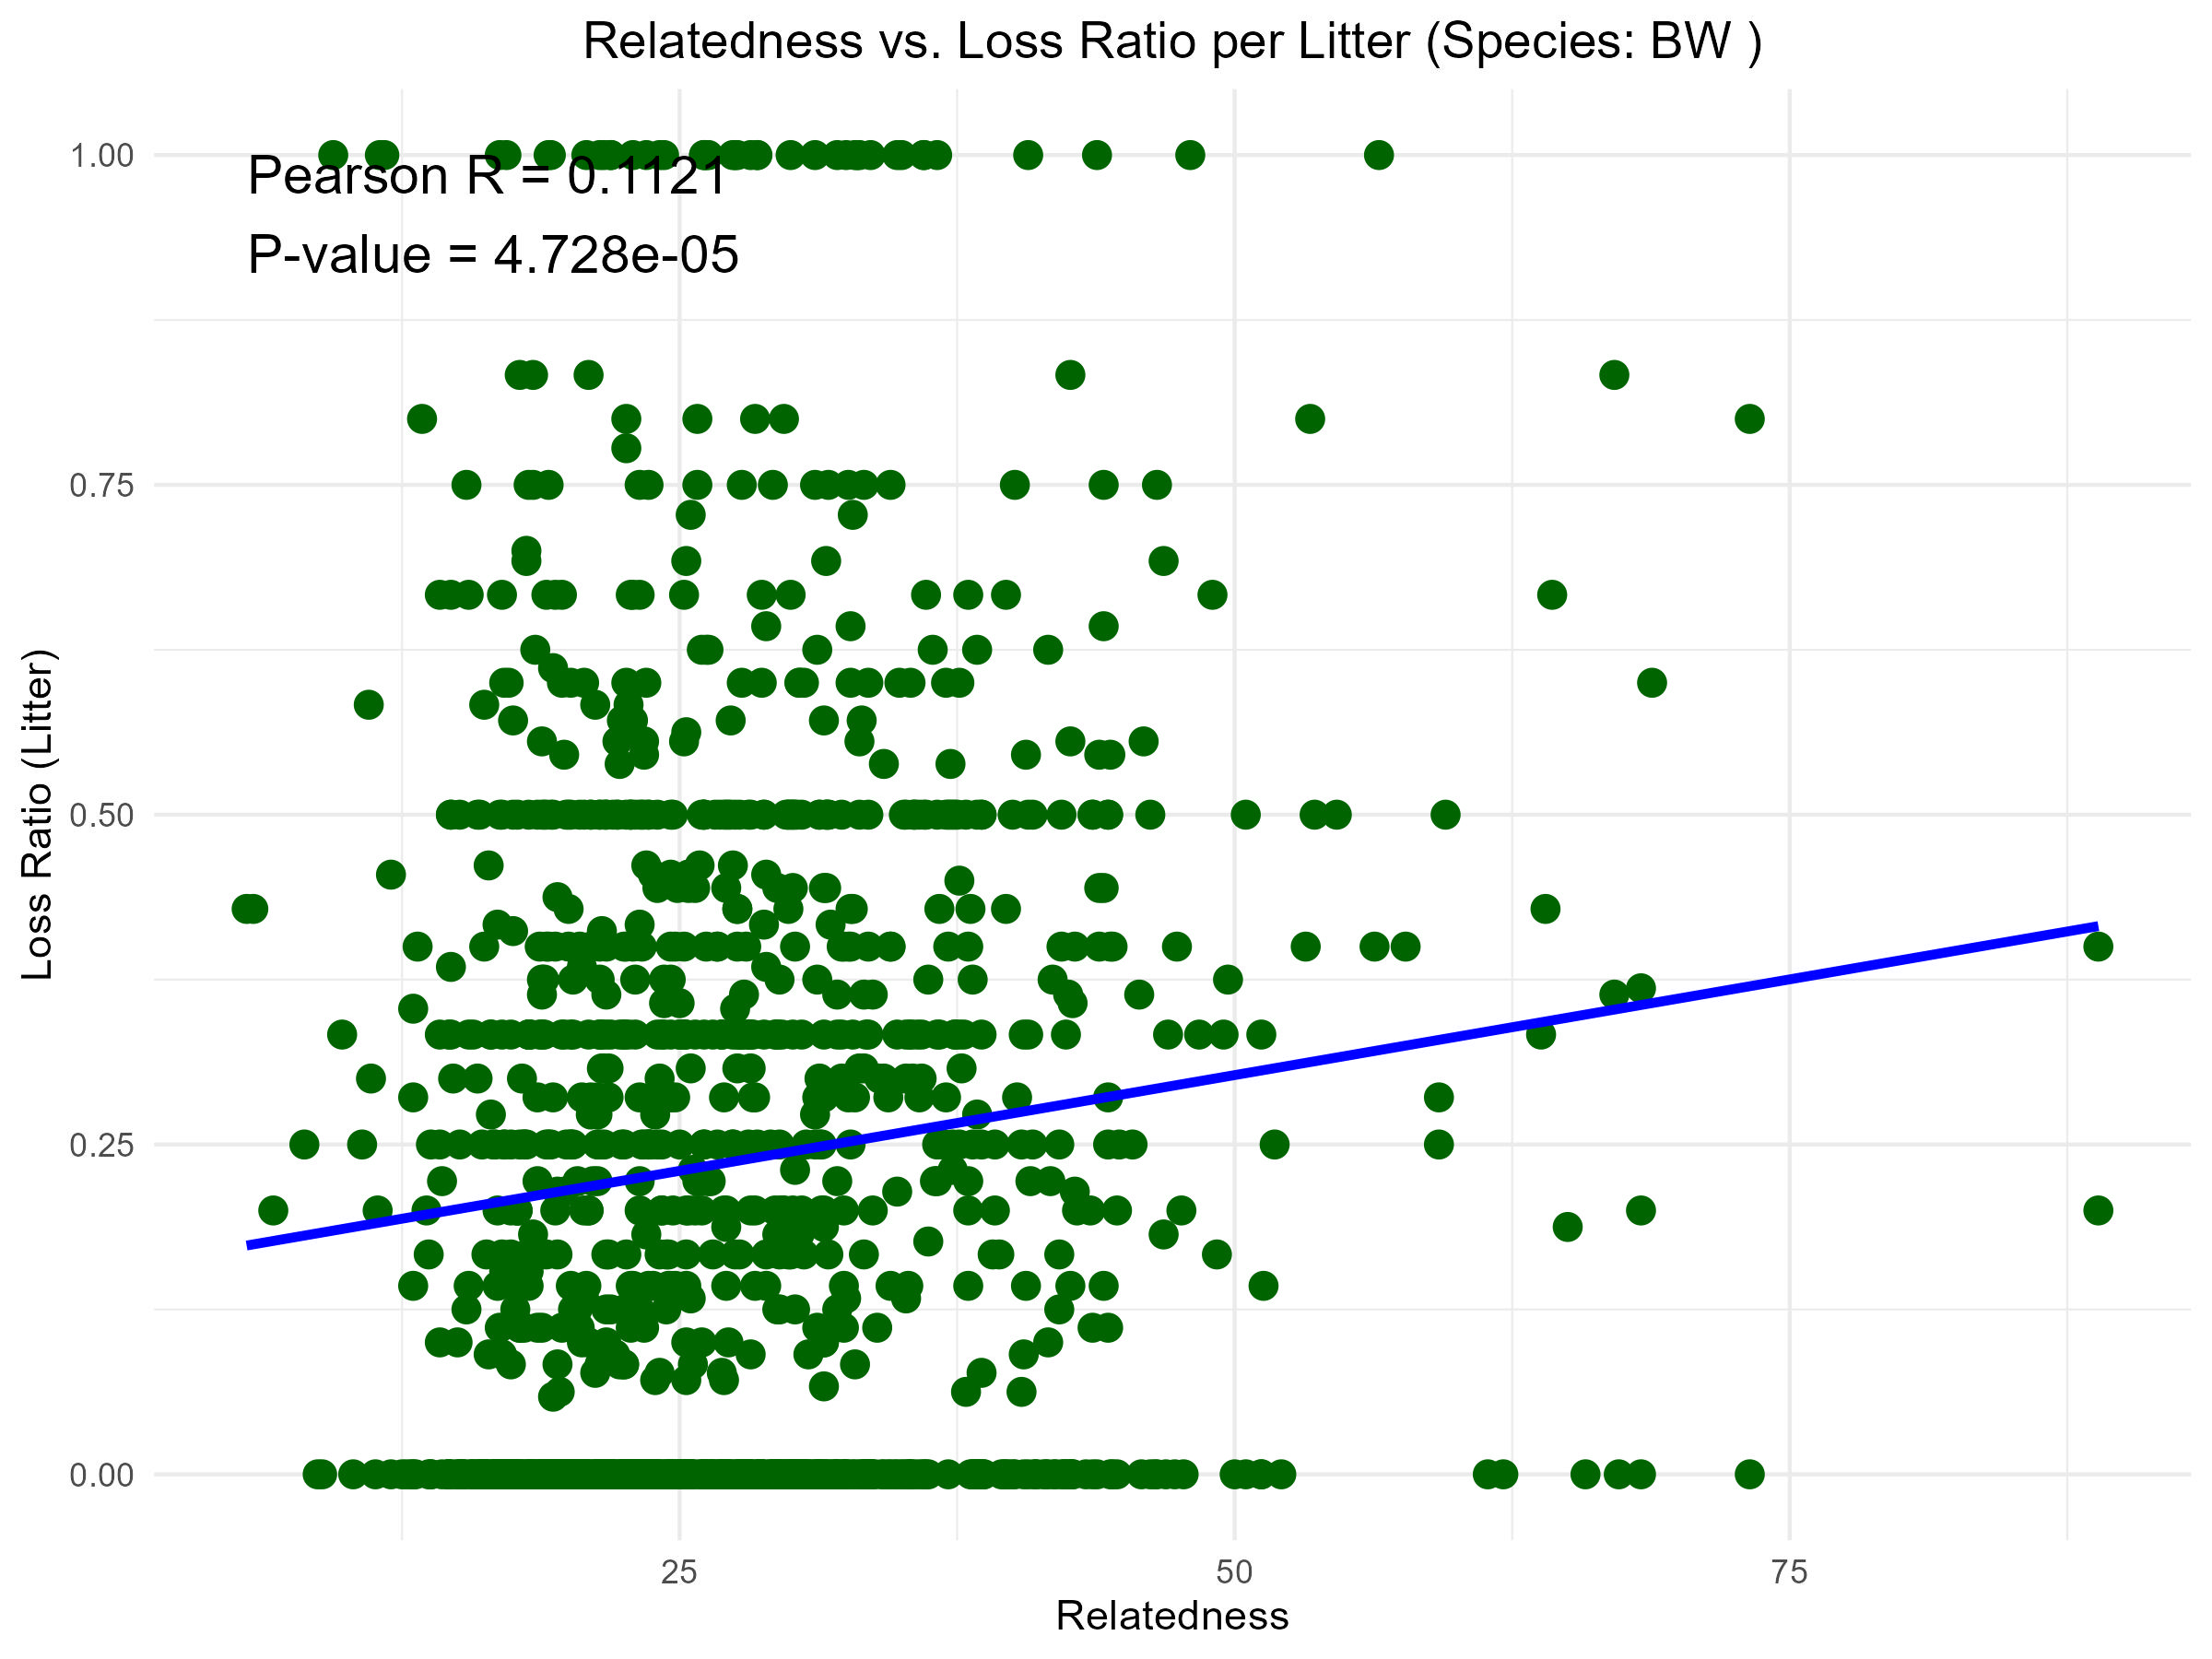 Relatedness vs. Loss Ratio per Litter (Species: BW )
Pearson R = 0.1121
P-value = 4.728e-05
Loss Ratio (Litter)
1.00
0.75
0.50
0.25
0.00
25
50
75
Relatedness